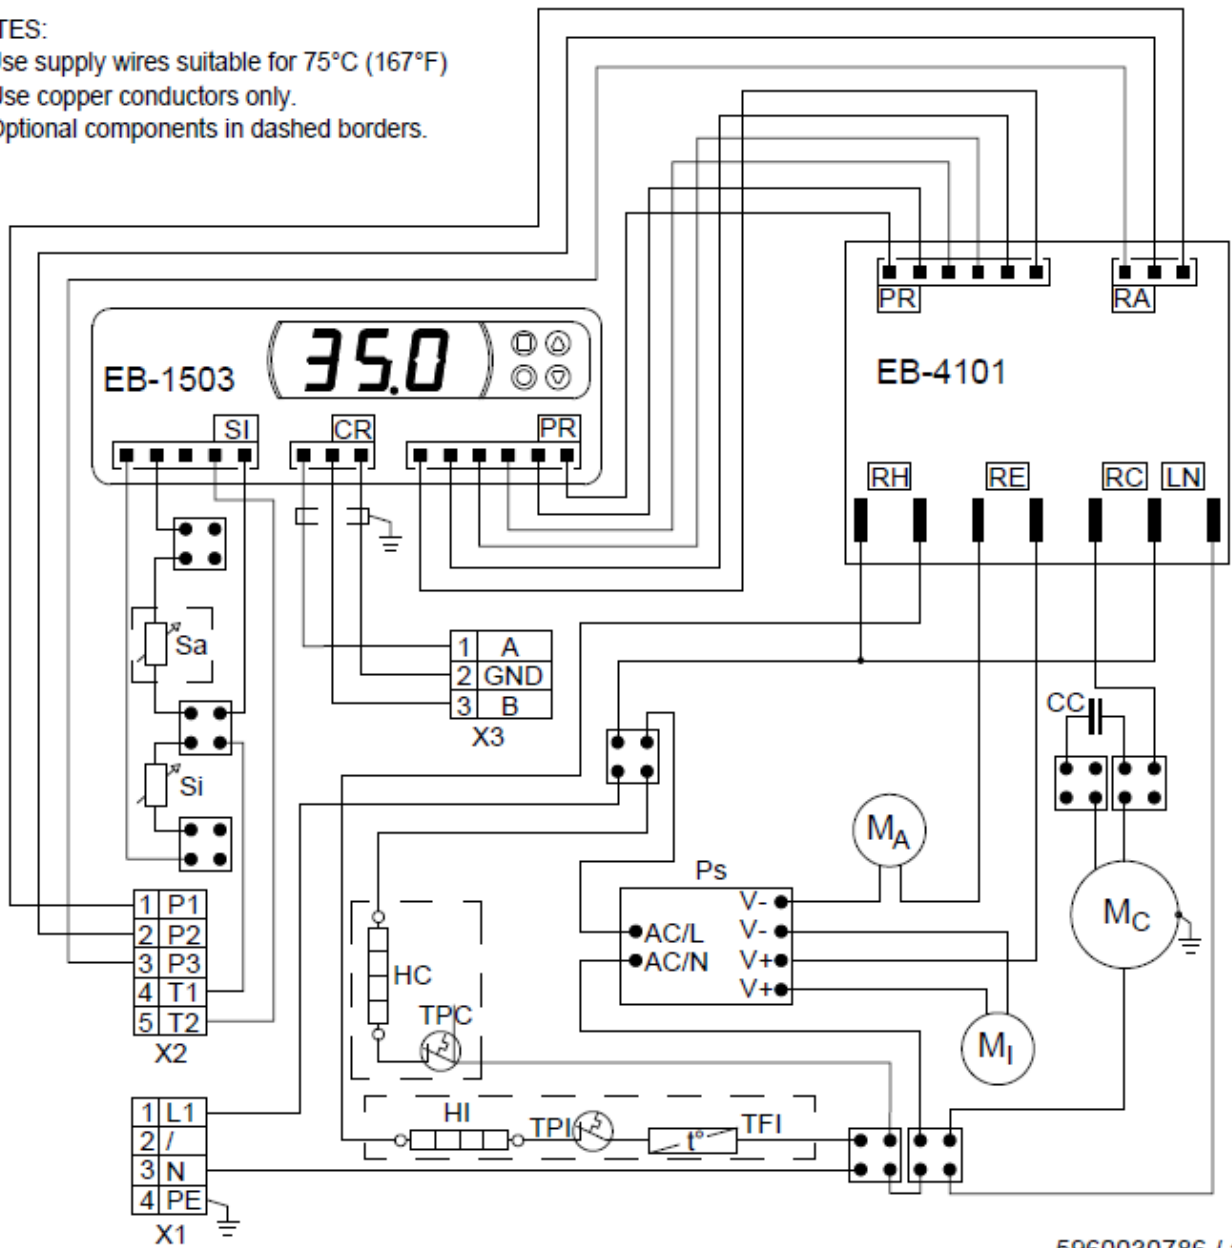 TES:
se supply wires suitable for 75°C (167°F)
se copper conductors only.
ptional components in dashed borders.
PR
RA
EB-4101
EB-1503
35.0
SI
CR
PR
RH
RE
RC
LN
Sa
1 A
2 GND
3 B
X3
CC
Si
MA
Ps
MC
1 P1
2 P2
3 P3
4 T1
5 T2
X2
AC/L
AC/N
V-
V-
V+
V+
HC
TPC
MI
HI
TPI
t°
TFI
1 L1
2 /
3 N
4 PE
X1